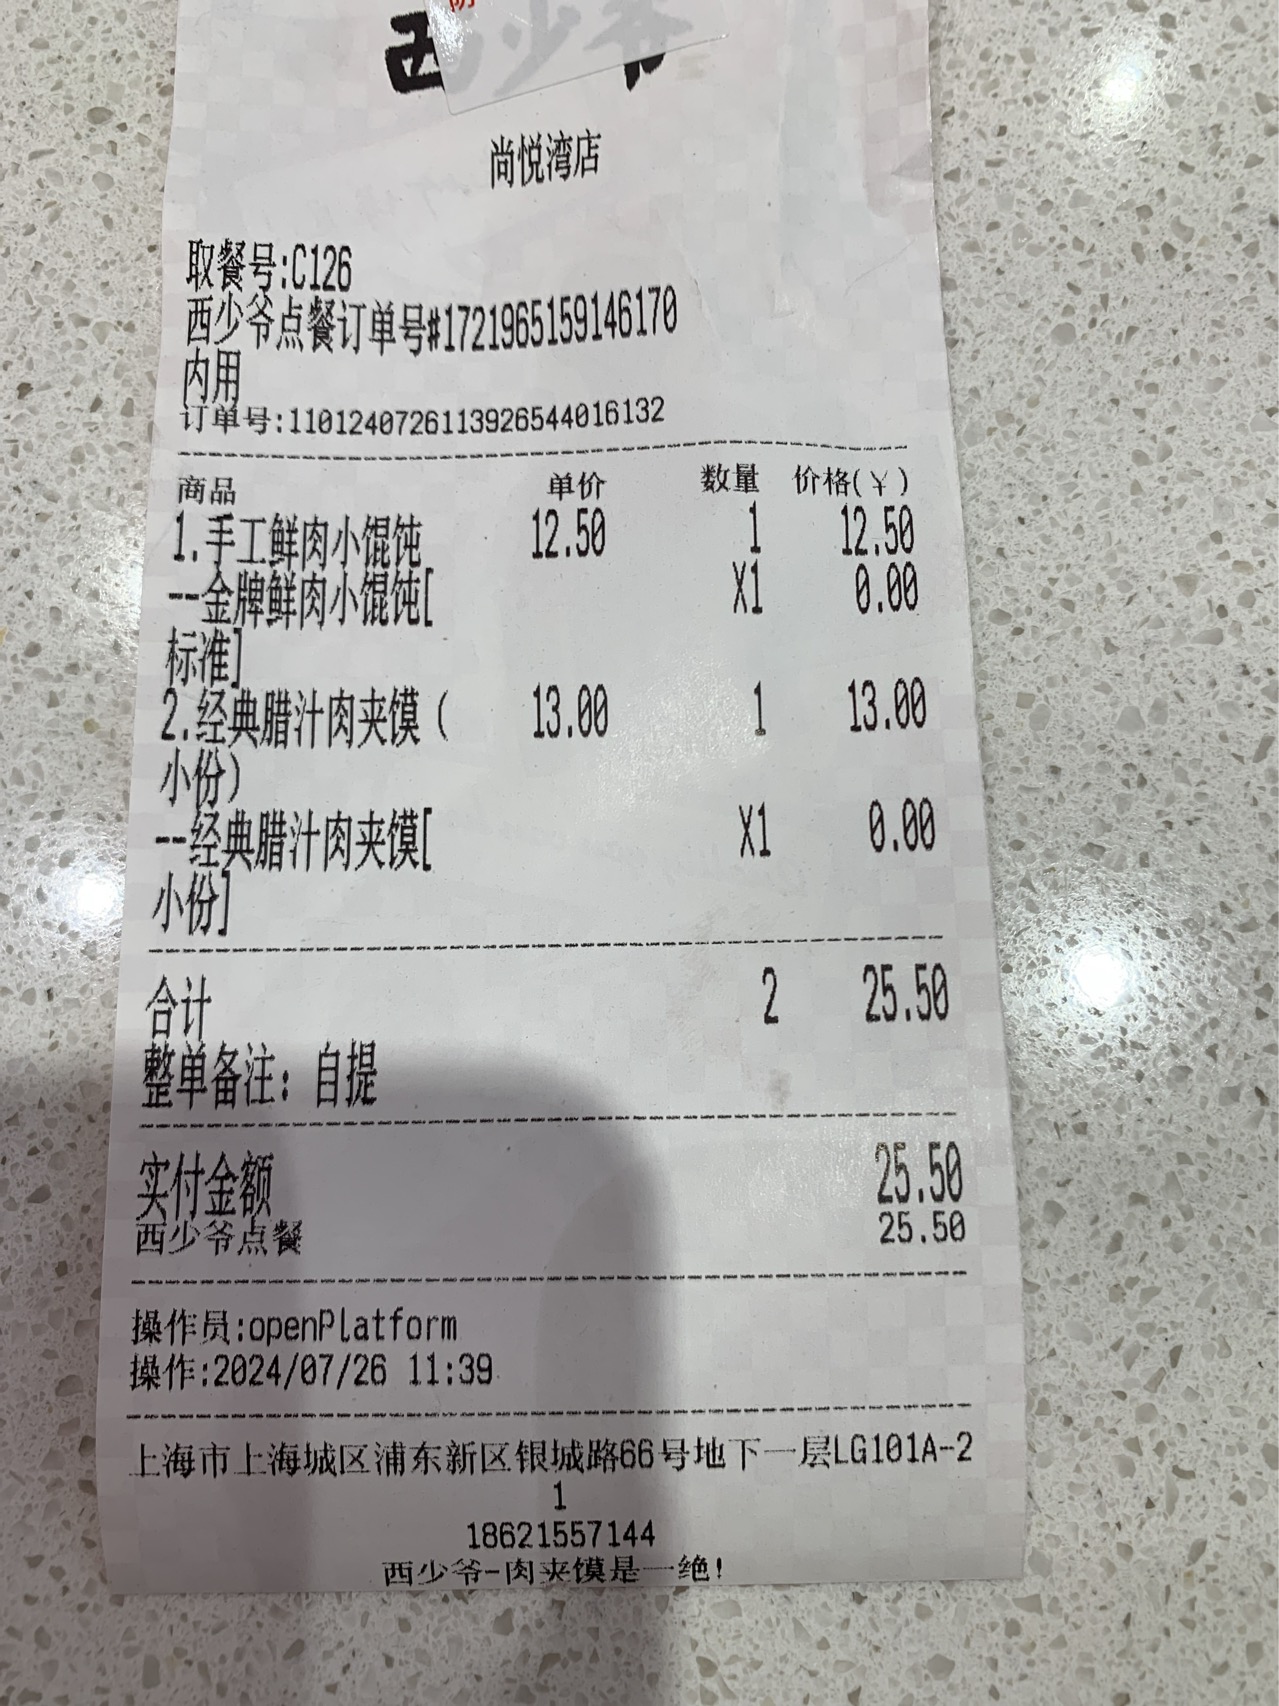 西少爷
尚悦湾店
取餐号:C126
西少爷点餐订单号#1721965159146170
内用
订单号:11012407261139265440 16132
商品 单价 数量 价格(¥)
1.手工鲜肉小馄饨 12.50 1 12.50
--金牌鲜肉小馄饨[ X1 0.00
标准]
2.经典腊汁肉夹馍( 13.00 1 13.00
小份)
--经典腊汁肉夹馍[ X1 0.00
小份]
合计 2 25.50
整单备注：自提
实付金额 25.50
西少爷点餐 25.50
操作员:openPlatform
操作:2024/07/26 11:39
上海市上海城区浦东新区银城路66号地下一层LG101A-2
1
18621557144
西少爷-肉夹馍是一绝!